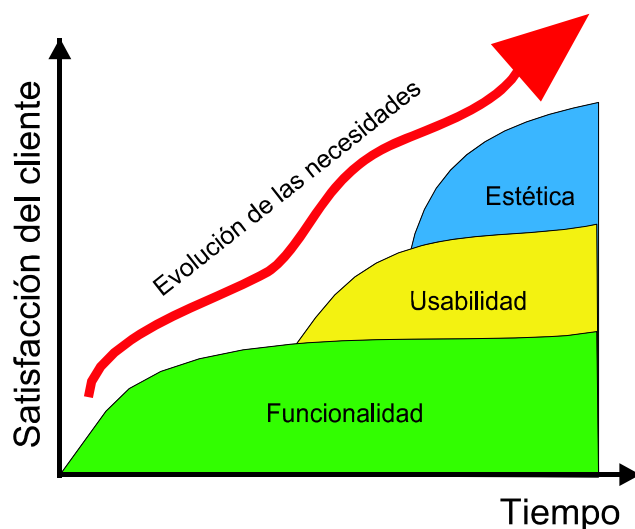 Satisfacción del cliente
Evolución de las necesidades
Estética
Usabilidad
Funcionalidad
Tiempo